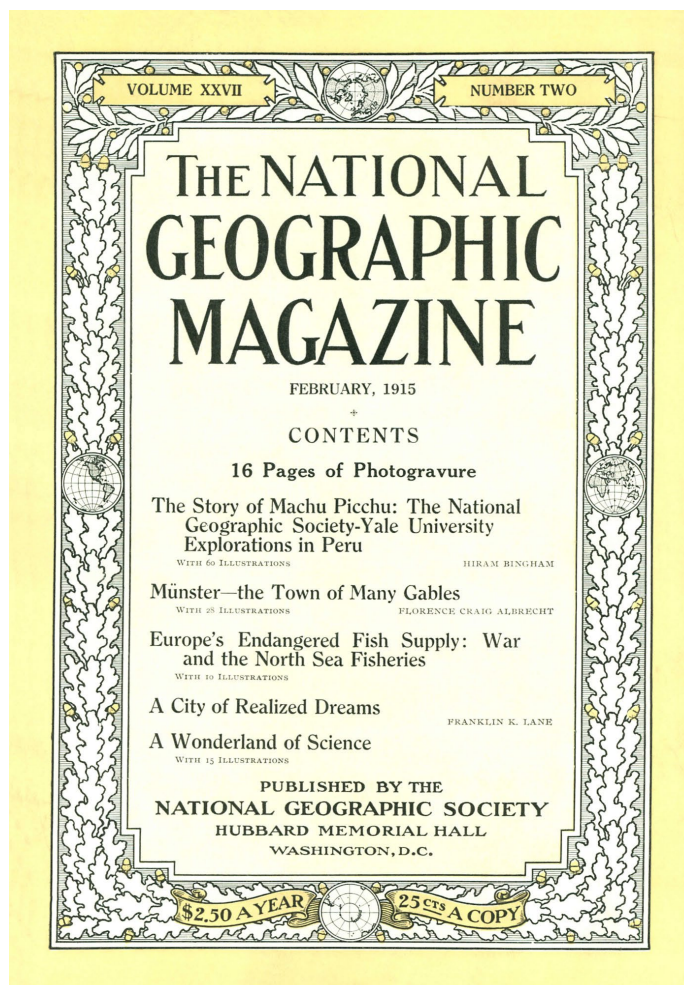 VOLUME XXVII
NUMBER TWO
THE NATIONAL
GEOGRAPHIC
MAGAZINE
FEBRUARY, 1915
CONTENTS
16 Pages of Photogravure
The Story of Machu Picchu: The National
Geographic Society-Yale University
Explorations in Peru
WITH 60 ILLUSTRATIONS
HIRAM BINGHAM
Münster—the Town of Many Gables
WITH 28 ILLUSTRATIONS
FLORENCE CRAIG ALBRECHT
Europe's Endangered Fish Supply: War
and the North Sea Fisheries
WITH 10 ILLUSTRATIONS
A City of Realized Dreams
FRANKLIN K. LANE
A Wonderland of Science
WITH 15 ILLUSTRATIONS
PUBLISHED BY THE
NATIONAL GEOGRAPHIC SOCIETY
HUBBARD MEMORIAL HALL
WASHINGTON, D.C.
$2.50 A YEAR
25 CTS A COPY